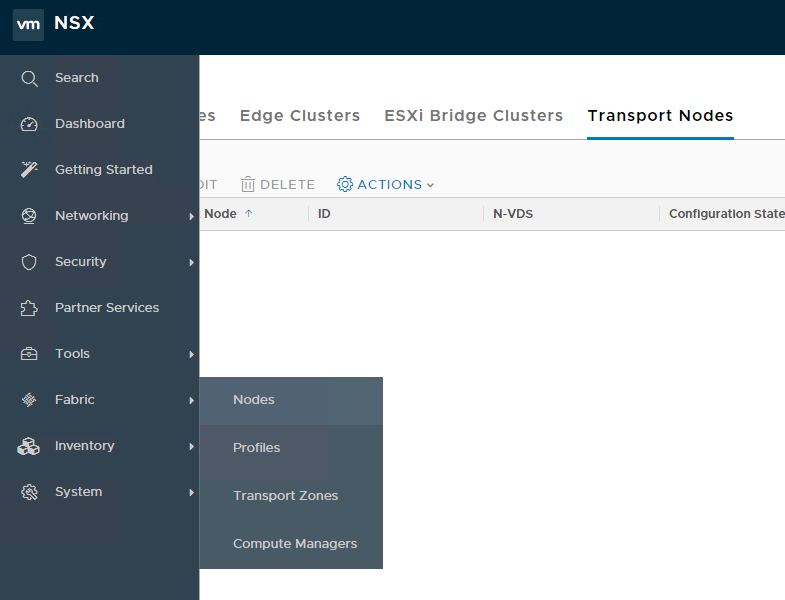 vm NSX
Search
Dashboard
Getting Started
Networking
Security
Partner Services
Tools
Fabric
Inventory
System
Nodes
Profiles
Transport Zones
Compute Managers
es Edge Clusters ESXi Bridge Clusters Transport Nodes
DIT DELETE ACTIONS
Node ID N-VDS Configuration State